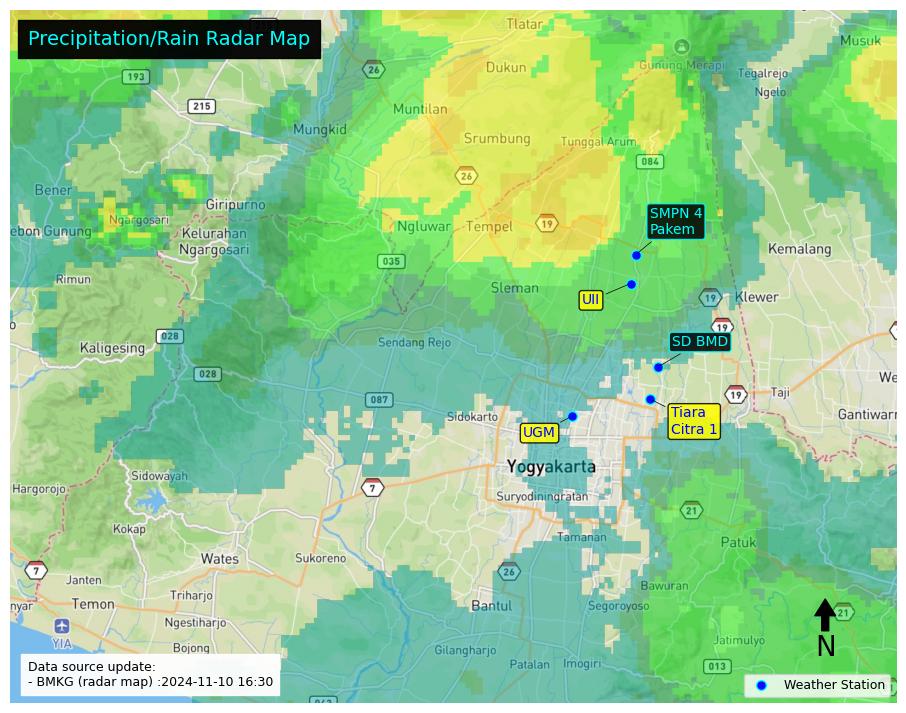 Precipitation/Rain Radar Map
Tlatar
Musuk
26
Dukun
Gunung Merapi
Tegalrejo
193
Ngelo
215
Muntilan
Mungkid
Srumbung
Tunggal Arum
084
26
Bener
Giripurno
SMPN 4
Pakem
Ngargosari
Ngluwar
Tempel
19
ebon Gunung
Kelurahan
Ngargosari
Kemalang
035
Rimun
Sleman
UII
19
Klewer
19
028
Kaligesing
Sendang Rejo
SD BMD
028
We
087
19
Taji
Sidokarto
Tiara
Citra 1
Gantiwarn
UGM
Yogyakarta
Sidowayah
7
Suryodiningratan
Hargorojo
21
Kokap
Tamanan
Patuk
Wates
Sukoreno
7
26
Janten
Bawuran
nyar
Temon
Triharjo
Bantul
Segoroyoso
21
Ngestiharjo
YIA
N
Bojong
Jatimulyo
Gilangharjo
Patalan
Imogiri
013
Data source update:
- BMKG (radar map) :2024-11-10 16:30
Weather Station